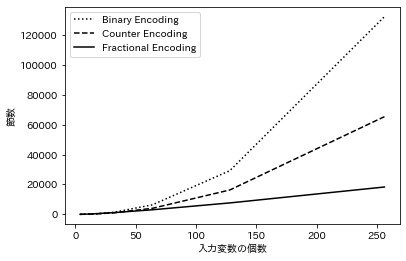 Binary Encoding
Counter Encoding
Fractional Encoding
120000
100000
80000
60000
40000
20000
0
節数
0 50 100 150 200 250
入力変数の個数